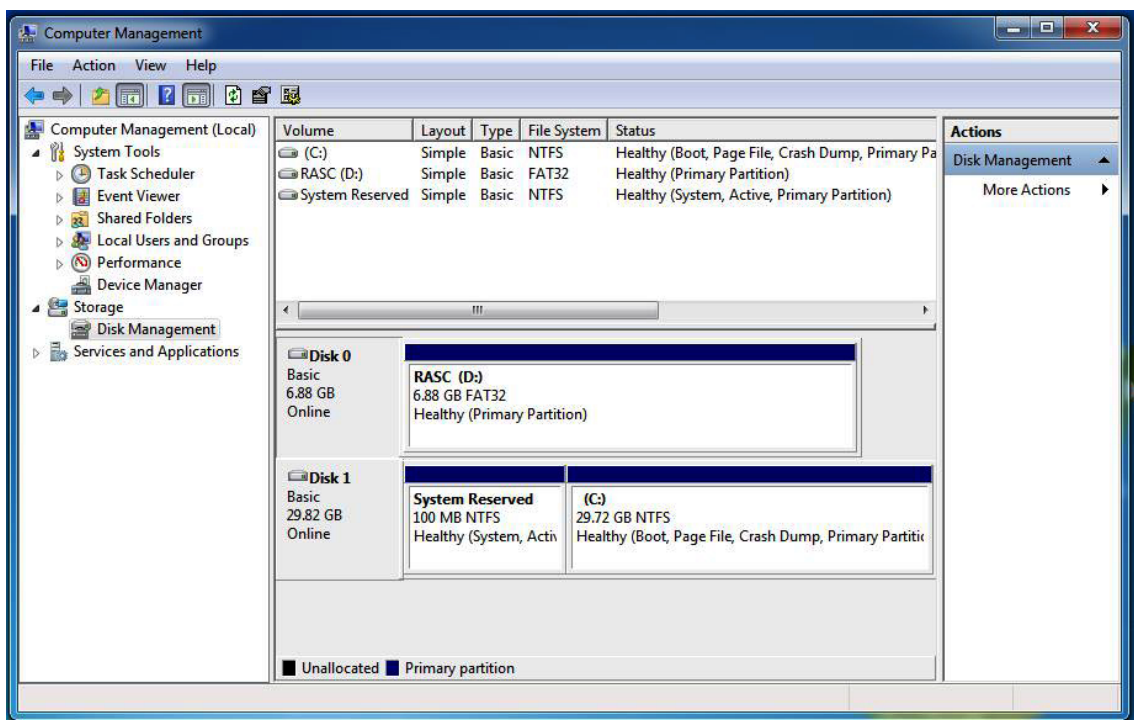 Computer Management
File Action View Help
Computer Management (Local)
System Tools
Task Scheduler
Event Viewer
Shared Folders
Local Users and Groups
Performance
Device Manager
Storage
Disk Management
Services and Applications
Volume Layout Type File System Status
(C:) Simple Basic NTFS Healthy (Boot, Page File, Crash Dump, Primary Pa
RASC (D:) Simple Basic FAT32 Healthy (Primary Partition)
System Reserved Simple Basic NTFS Healthy (System, Active, Primary Partition)
Disk 0
Basic
6.88 GB
Online
RASC (D:)
6.88 GB FAT32
Healthy (Primary Partition)
Disk 1
Basic
29.82 GB
Online
System Reserved
100 MB NTFS
Healthy (System, Activ
(C:)
29.72 GB NTFS
Healthy (Boot, Page File, Crash Dump, Primary Partitic
Unallocated Primary partition
Actions
Disk Management
More Actions